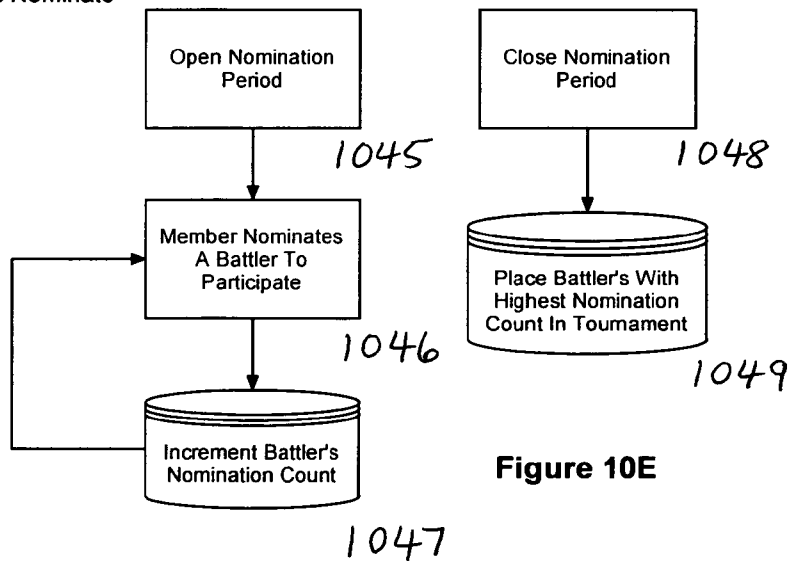 Nominate
Open Nomination
Period
1045
Member Nominates
A Battler To
Participate
1046
Increment Battler's
Nomination Count
1047
Close Nomination
Period
1048
Place Battler's With
Highest Nomination
Count In Tournament
1049
Figure 10E